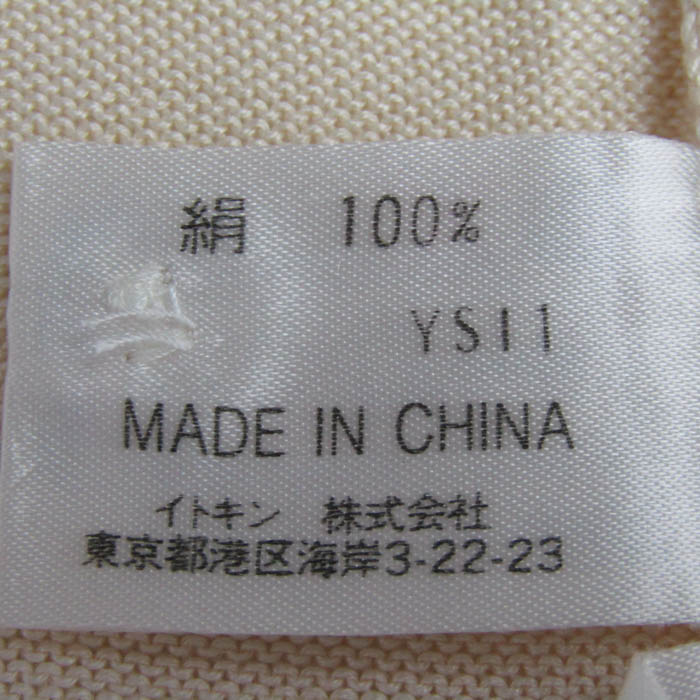 絹 100%
YSI1
MADE IN CHINA
イトキン 株式会社
東京都港区海岸3-22-23